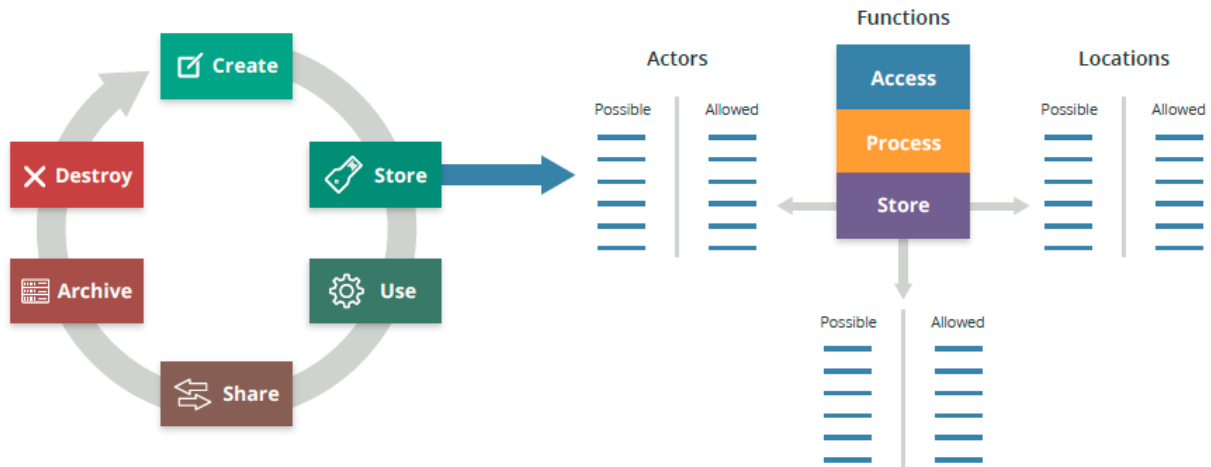 Create
Store
Use
Share
Archive
Destroy
Actors
Possible
Allowed
Functions
Access
Process
Store
Possible
Allowed
Locations
Possible
Allowed